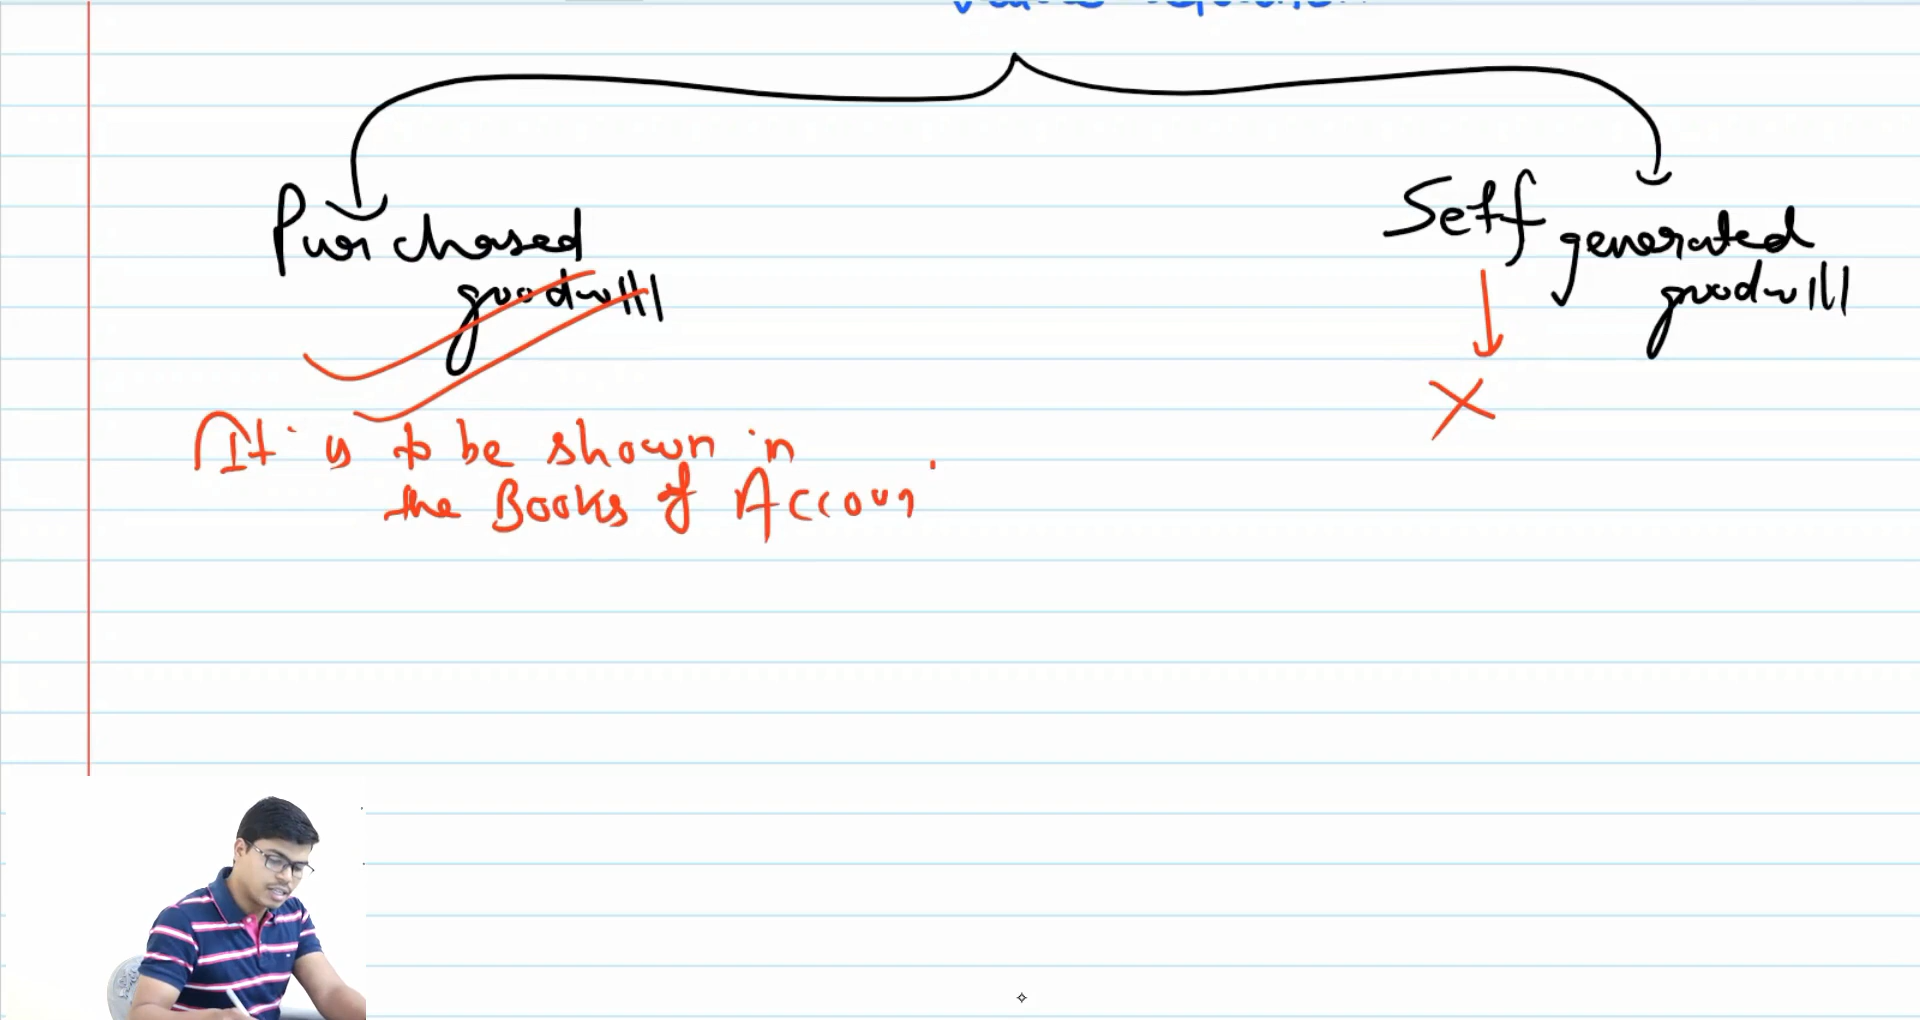 Purchased
goodwill
Self generated
goodwill
It is to be shown in
the Books of Accoun